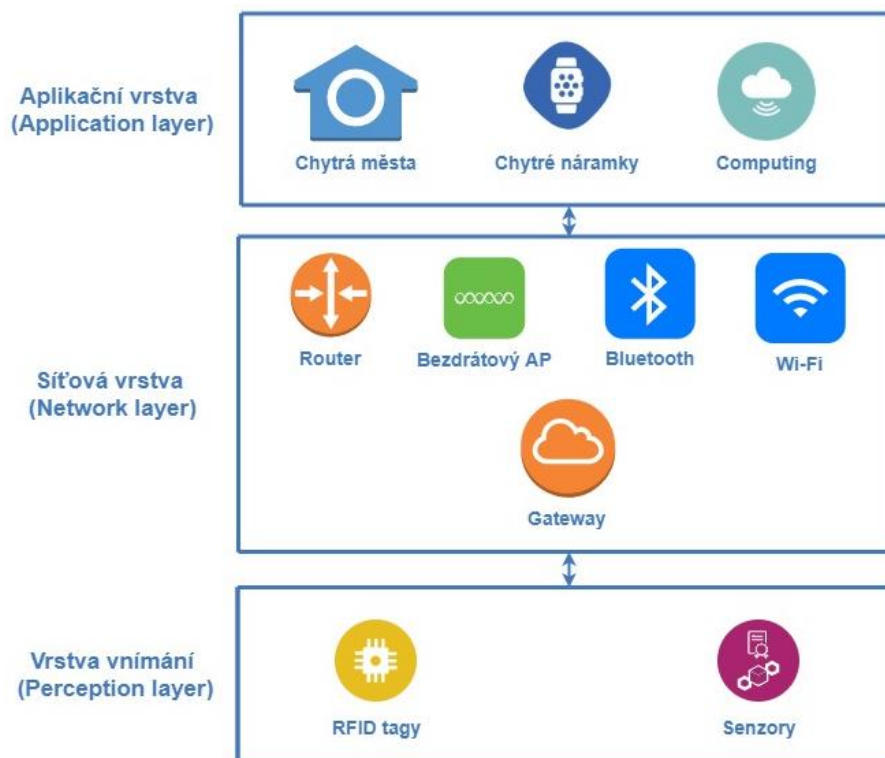 Aplikační vrstva
(Application layer)
Chytrá města
Chytré náramky
Computing
Síťová vrstva
(Network layer)
Router
Bezdrátový AP
Bluetooth
Wi-Fi
Gateway
Vrstva vnímání
(Perception layer)
RFID tagy
Senzory